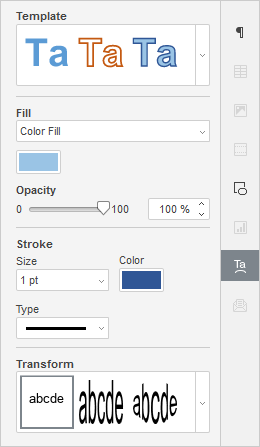 Template
Ta Ta Ta
Fill
Color Fill
Opacity
0 100 100 %
Stroke
Size Color
1 pt
Type
Transform
abcde abcde abcde
¶
Ta